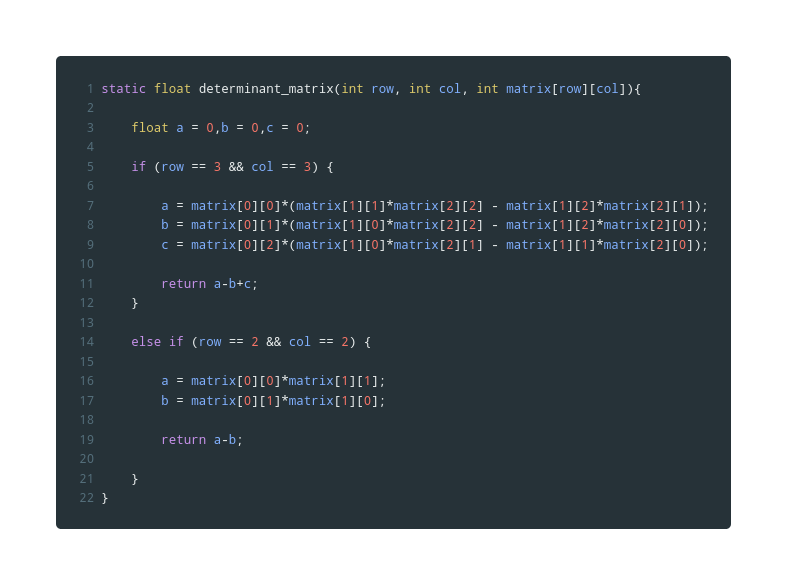 1 static float determinant_matrix(int row, int col, int matrix[row][col]){
2
3     float a = 0,b = 0,c = 0;
4
5     if (row == 3 && col == 3) {
6
7         a = matrix[0][0]*(matrix[1][1]*matrix[2][2] - matrix[1][2]*matrix[2][1]);
8         b = matrix[0][1]*(matrix[1][0]*matrix[2][2] - matrix[1][2]*matrix[2][0]);
9         c = matrix[0][2]*(matrix[1][0]*matrix[2][1] - matrix[1][1]*matrix[2][0]);
10
11         return a-b+c;
12     }
13
14     else if (row == 2 && col == 2) {
15
16         a = matrix[0][0]*matrix[1][1];
17         b = matrix[0][1]*matrix[1][0];
18
19         return a-b;
20
21     }
22 }